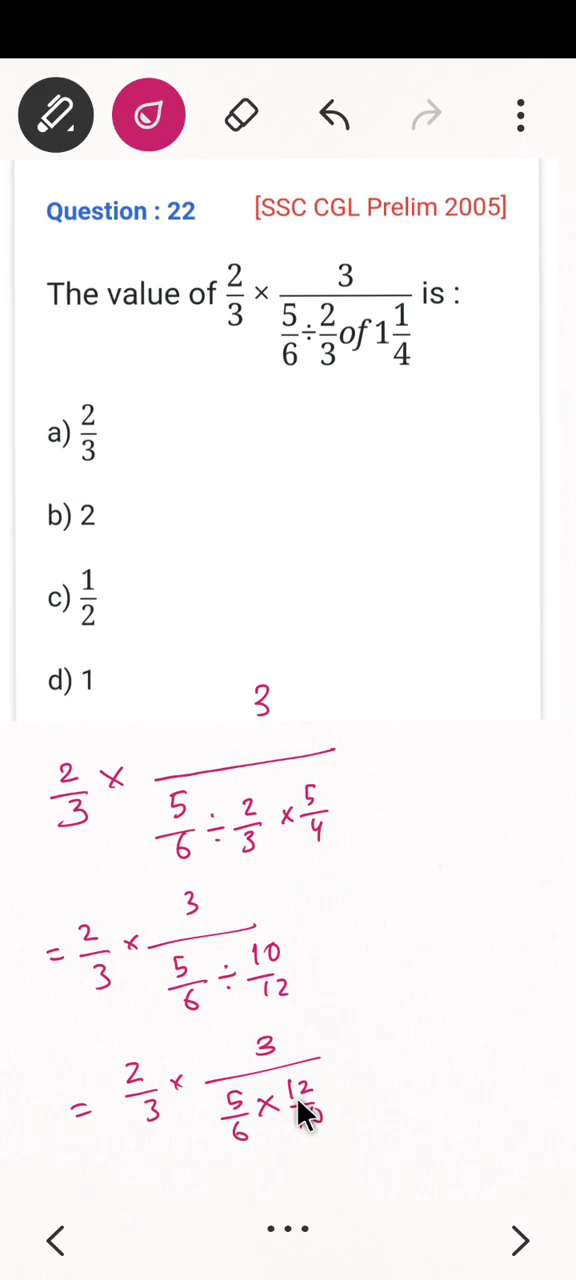 Question : 22 [SSC CGL Prelim 2005]
The value of 2/3 × 3/(5/6 ÷ 2/3 of 1 1/4) is :
a) 2/3
b) 2
c) 1/2
d) 1
2/3 × 3/(5/6 ÷ 2/3 × 5/4)
= 2/3 × 3/(5/6 ÷ 10/12)
= 2/3 × 3/(5/6 × 12/